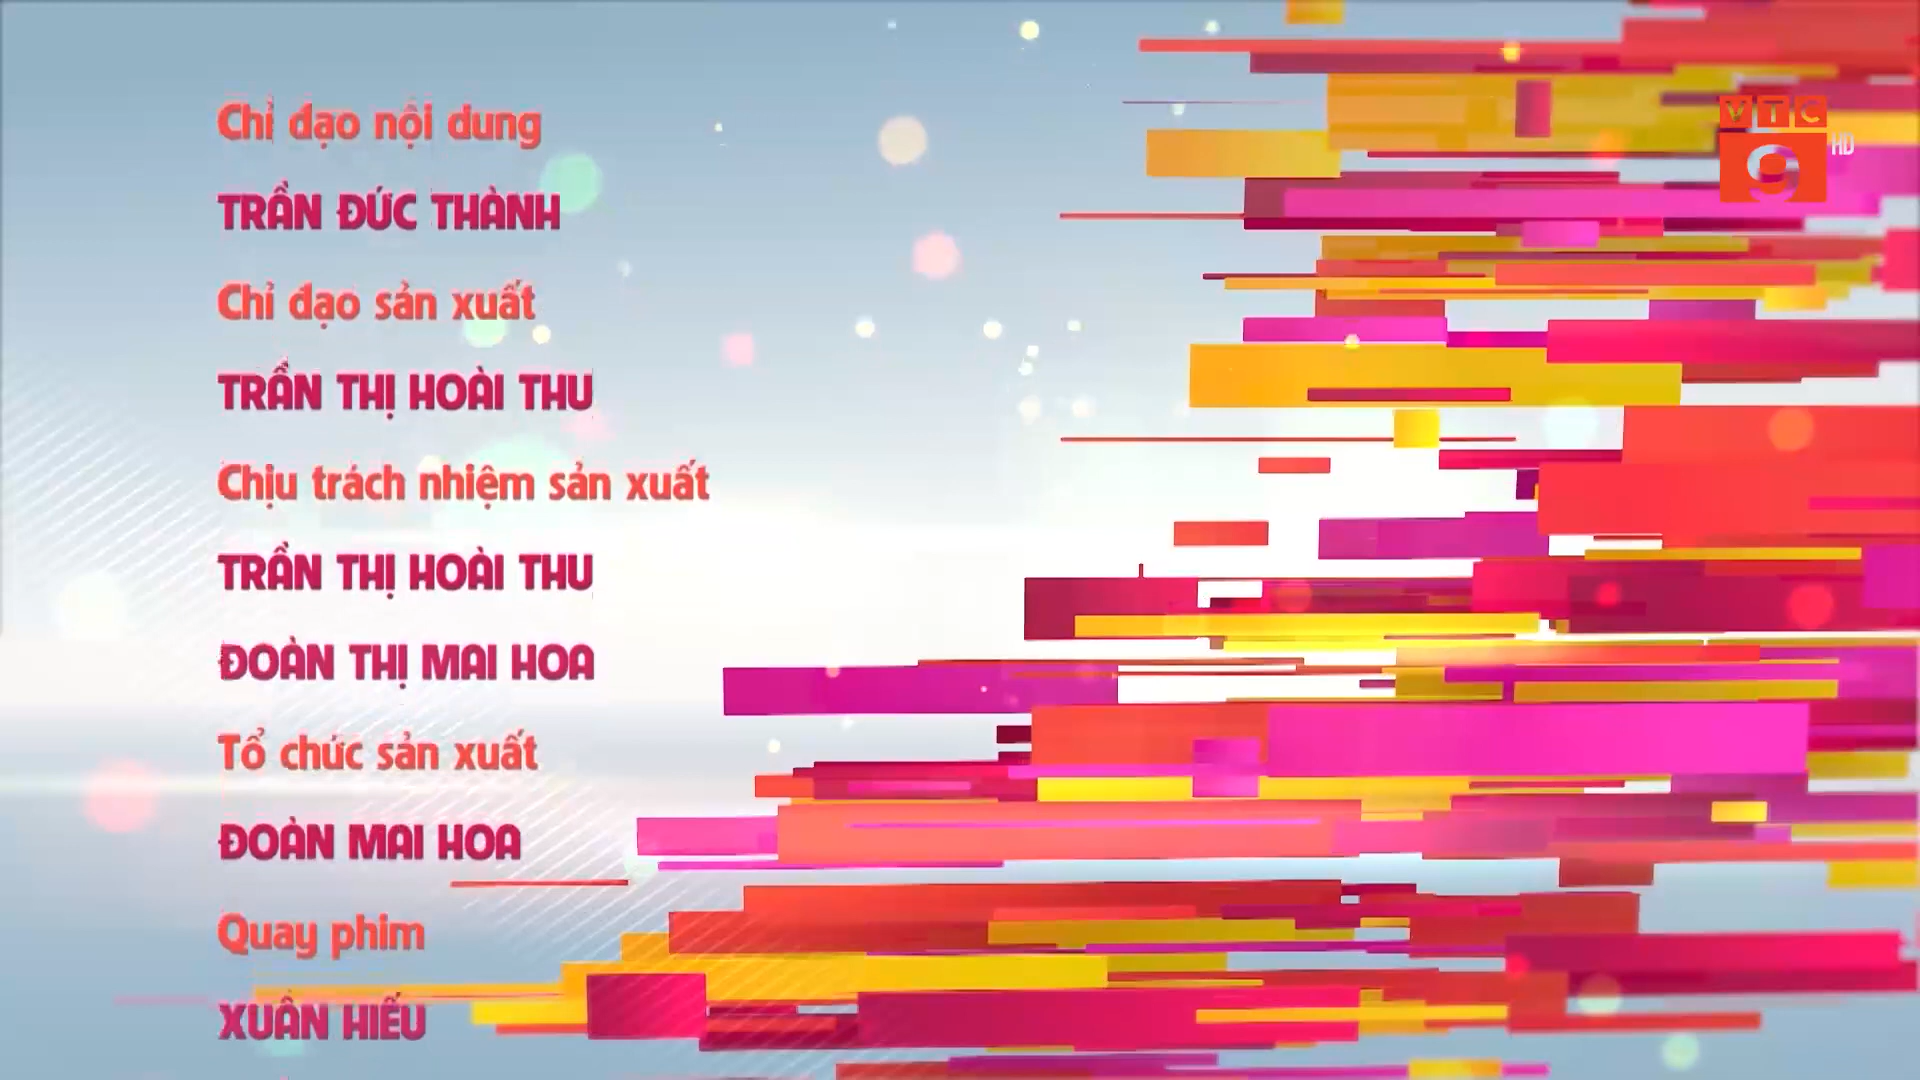 Chỉ đạo nội dung
TRẦN ĐỨC THÀNH
Chỉ đạo sản xuất
TRẦN THỊ HOÀI THU
Chịu trách nhiệm sản xuất
TRẦN THỊ HOÀI THU
ĐOÀN THỊ MAI HOA
Tổ chức sản xuất
ĐOÀN MAI HOA
Quay phim
XUÂN HIẾU
VTC
9 HD